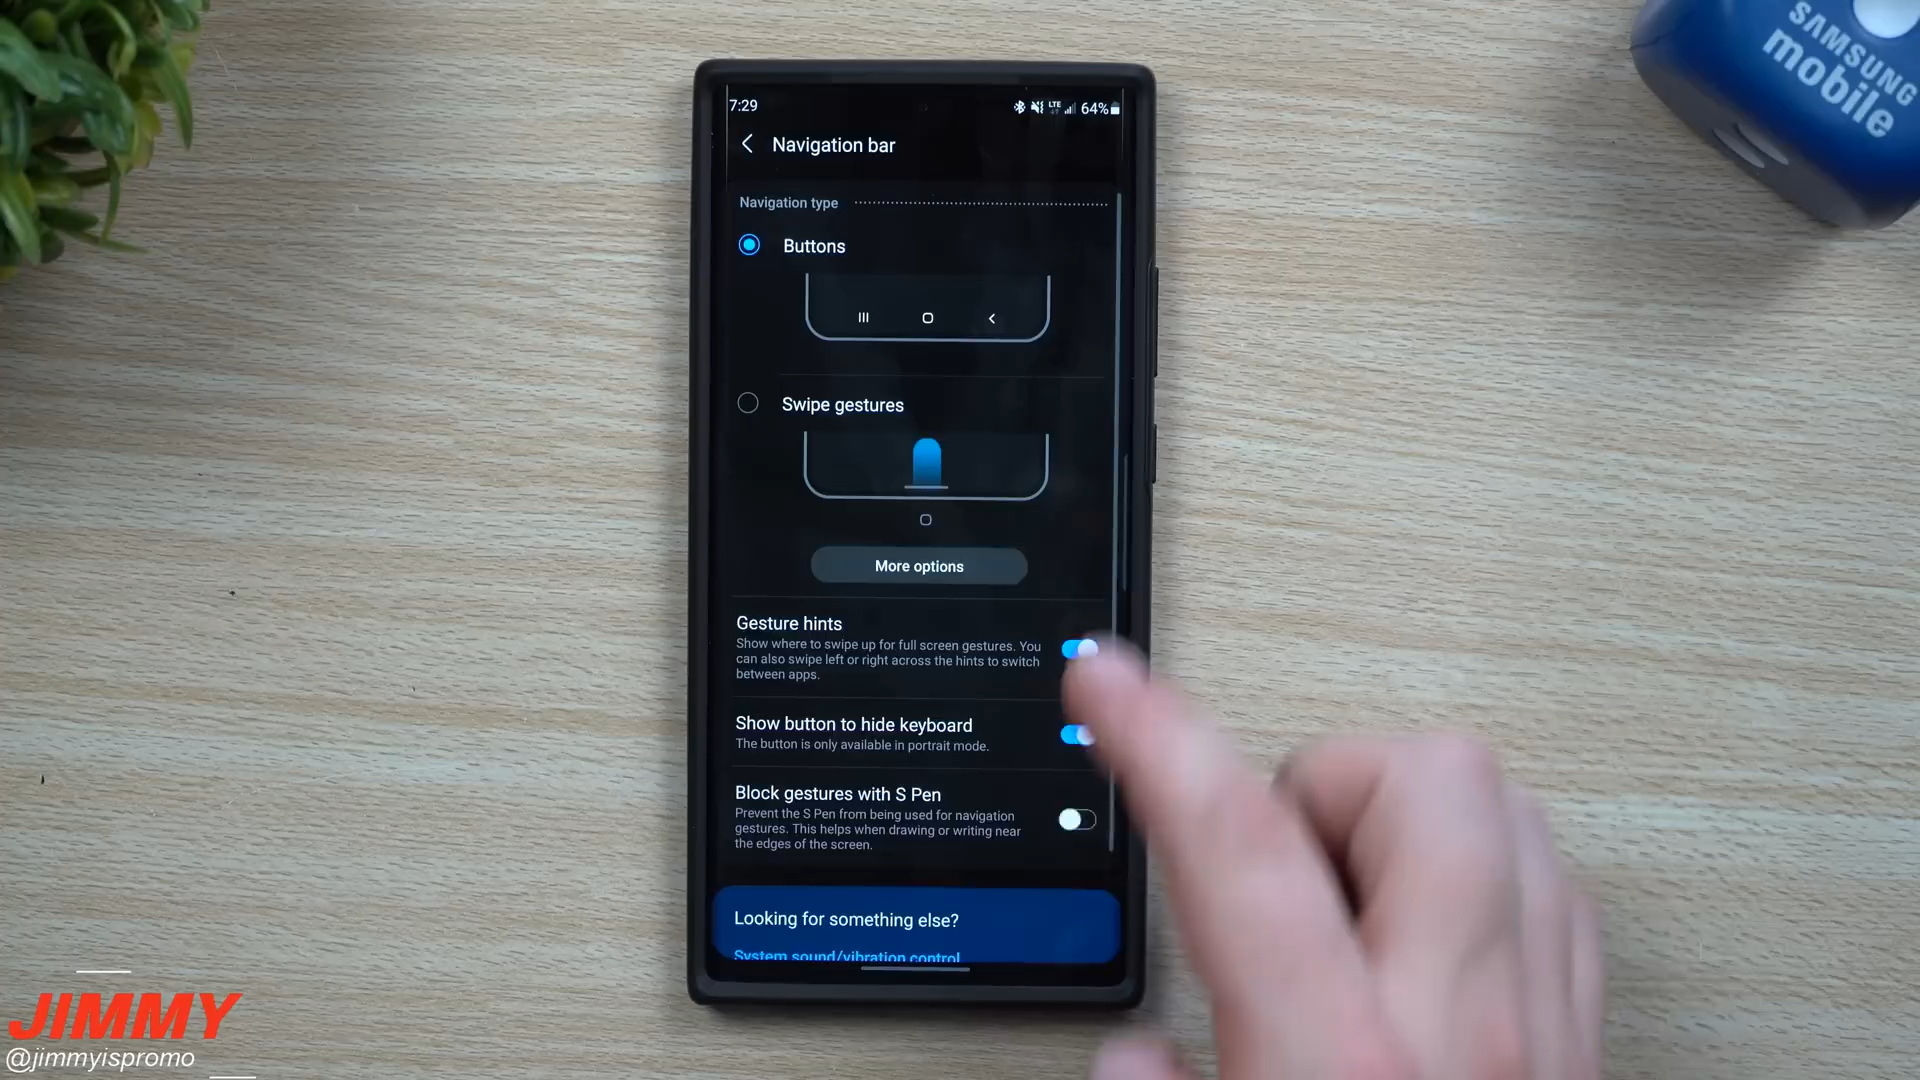 SAMSUNG
mobile
7:29
LTE
64%
Navigation bar
Navigation type
Buttons
Swipe gestures
More options
Gesture hints
Show where to swipe up for full screen gestures. You
can also swipe left or right across the hints to switch
between apps.
Show button to hide keyboard
The button is only available in portrait mode.
Block gestures with S Pen
Prevent the S Pen from being used for navigation
gestures. This helps when drawing or writing near
the edges of the screen.
Looking for something else?
System sound/vibration control
JIMMY
@jimmyispromo